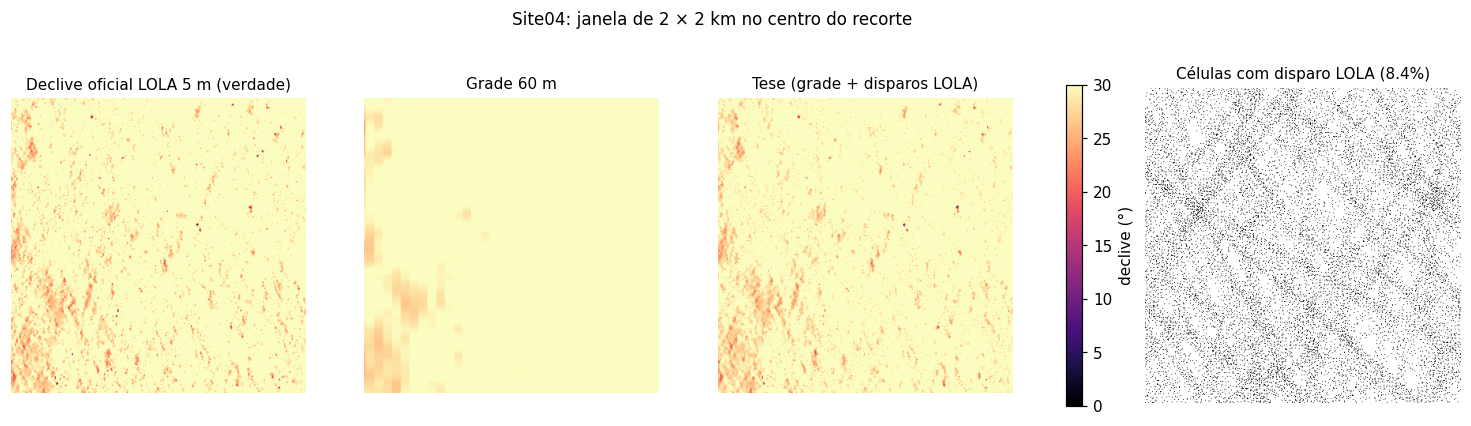 Site04: janela de 2 × 2 km no centro do recorte
Declive oficial LOLA 5 m (verdade)
Grade 60 m
Tese (grade + disparos LOLA)
Células com disparo LOLA (8.4%)
30
25
20
15
10
5
0
declive (°)